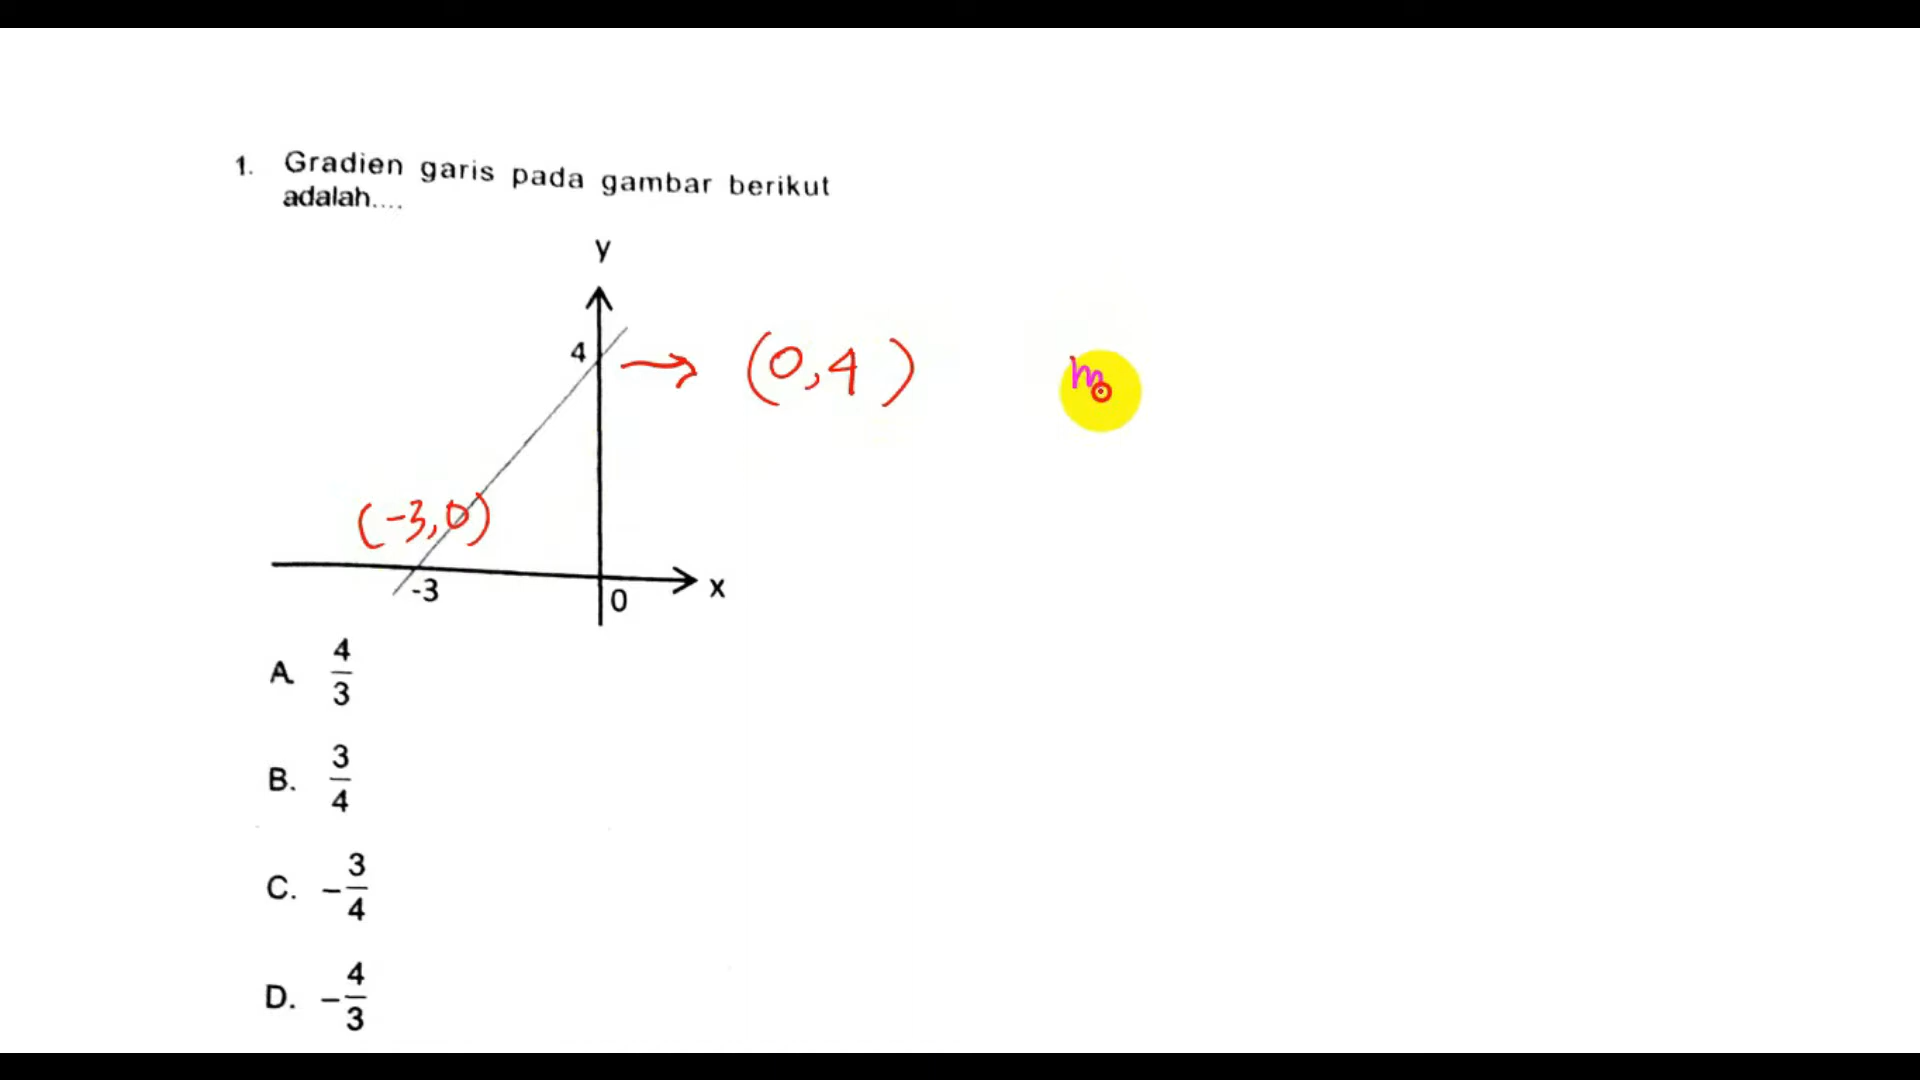 1. Gradien garis pada gambar berikut
adalah....
y
4
(0,4)
m
(-3,0)
-3
0
x
A. 4/3
B. 3/4
C. -3/4
D. -4/3